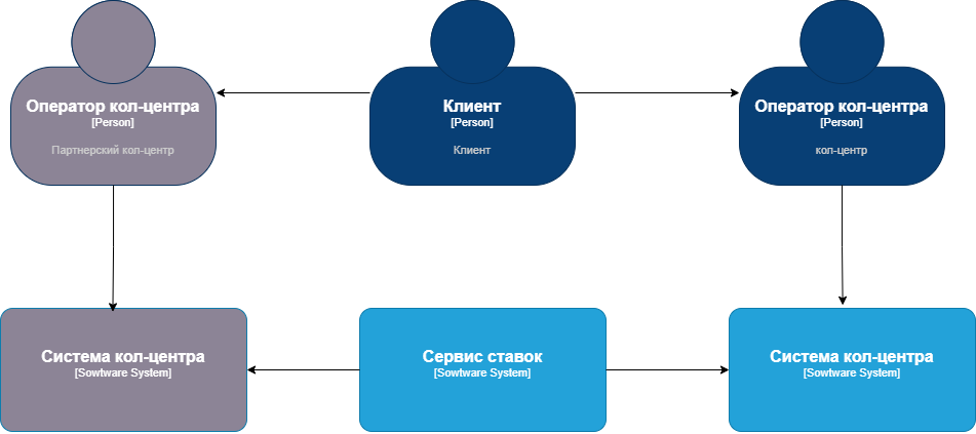 Оператор кол-центра
[Person]
Партнерский кол-центр
Клиент
[Person]
Клиент
Оператор кол-центра
[Person]
кол-центр
Система кол-центра
[Sowtware System]
Сервис ставок
[Sowtware System]
Система кол-центра
[Sowtware System]